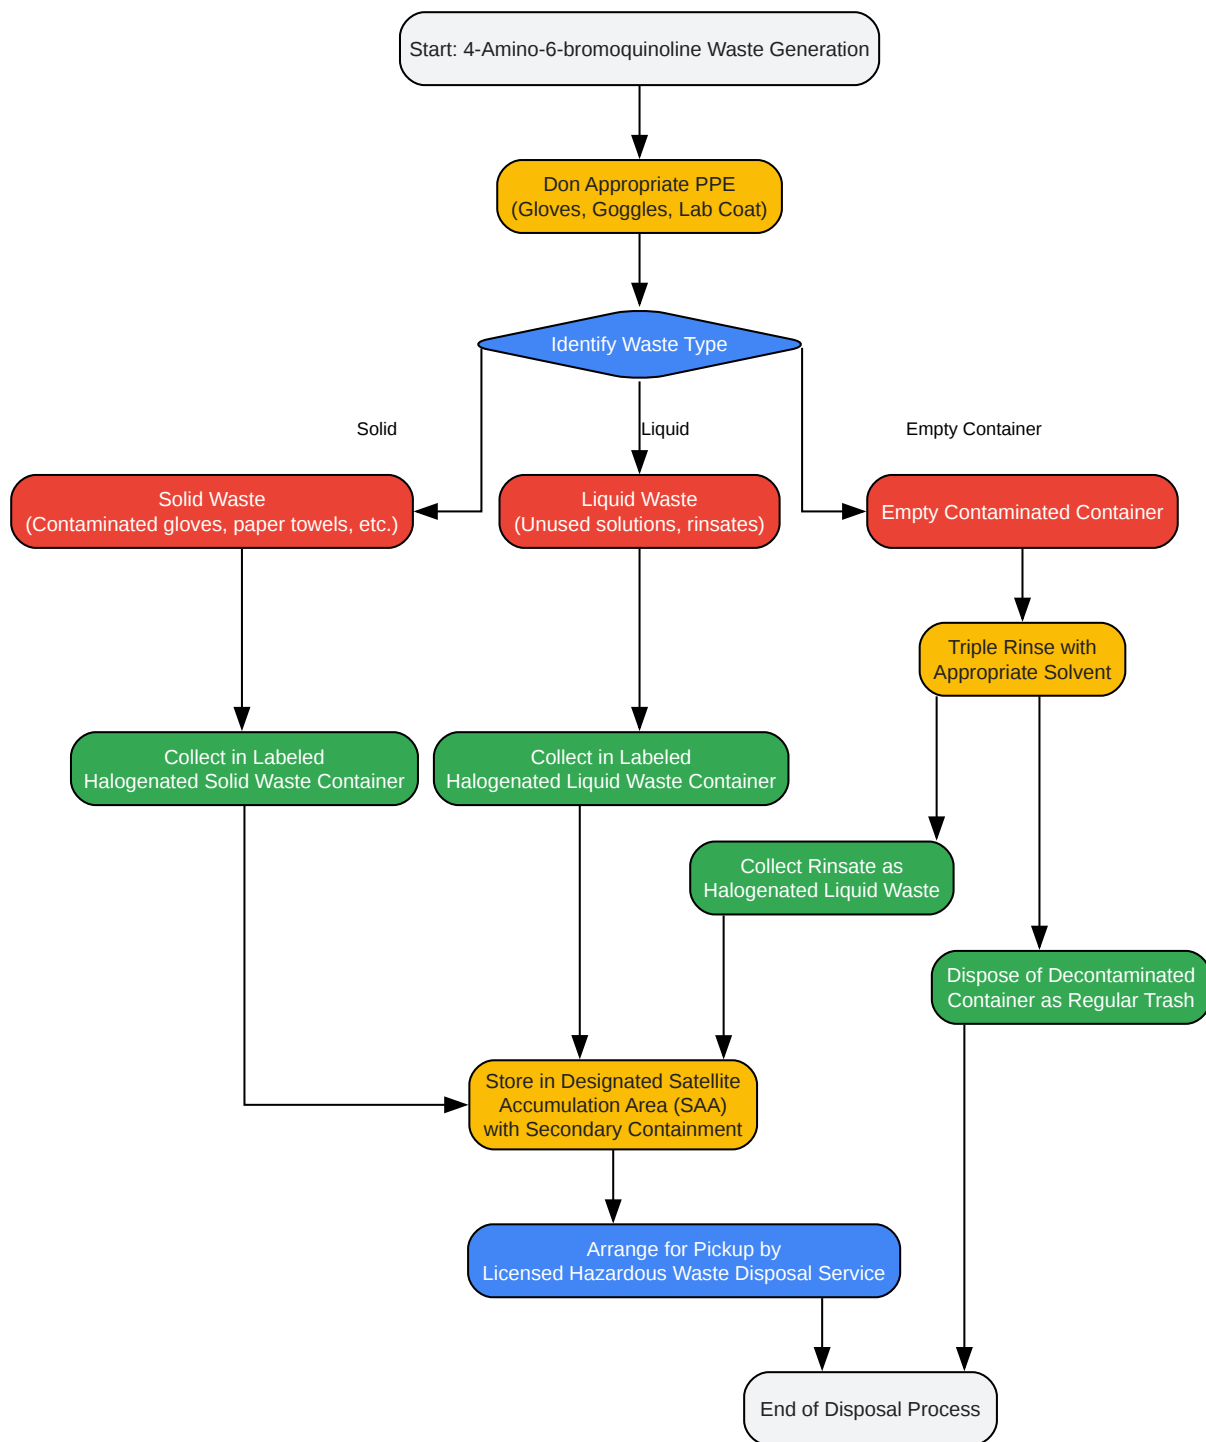 Start: 4-Amino-6-bromoquinoline Waste Generation
Don Appropriate PPE
(Gloves, Goggles, Lab Coat)
Identify Waste Type
Solid
Liquid
Empty Container
Solid Waste
(Contaminated gloves, paper towels, etc.)
Liquid Waste
(Unused solutions, rinsates)
Empty Contaminated Container
Triple Rinse with
Appropriate Solvent
Collect in Labeled
Halogenated Solid Waste Container
Collect in Labeled
Halogenated Liquid Waste Container
Collect Rinsate as
Halogenated Liquid Waste
Dispose of Decontaminated
Container as Regular Trash
Store in Designated Satellite
Accumulation Area (SAA)
with Secondary Containment
Arrange for Pickup by
Licensed Hazardous Waste Disposal Service
End of Disposal Process